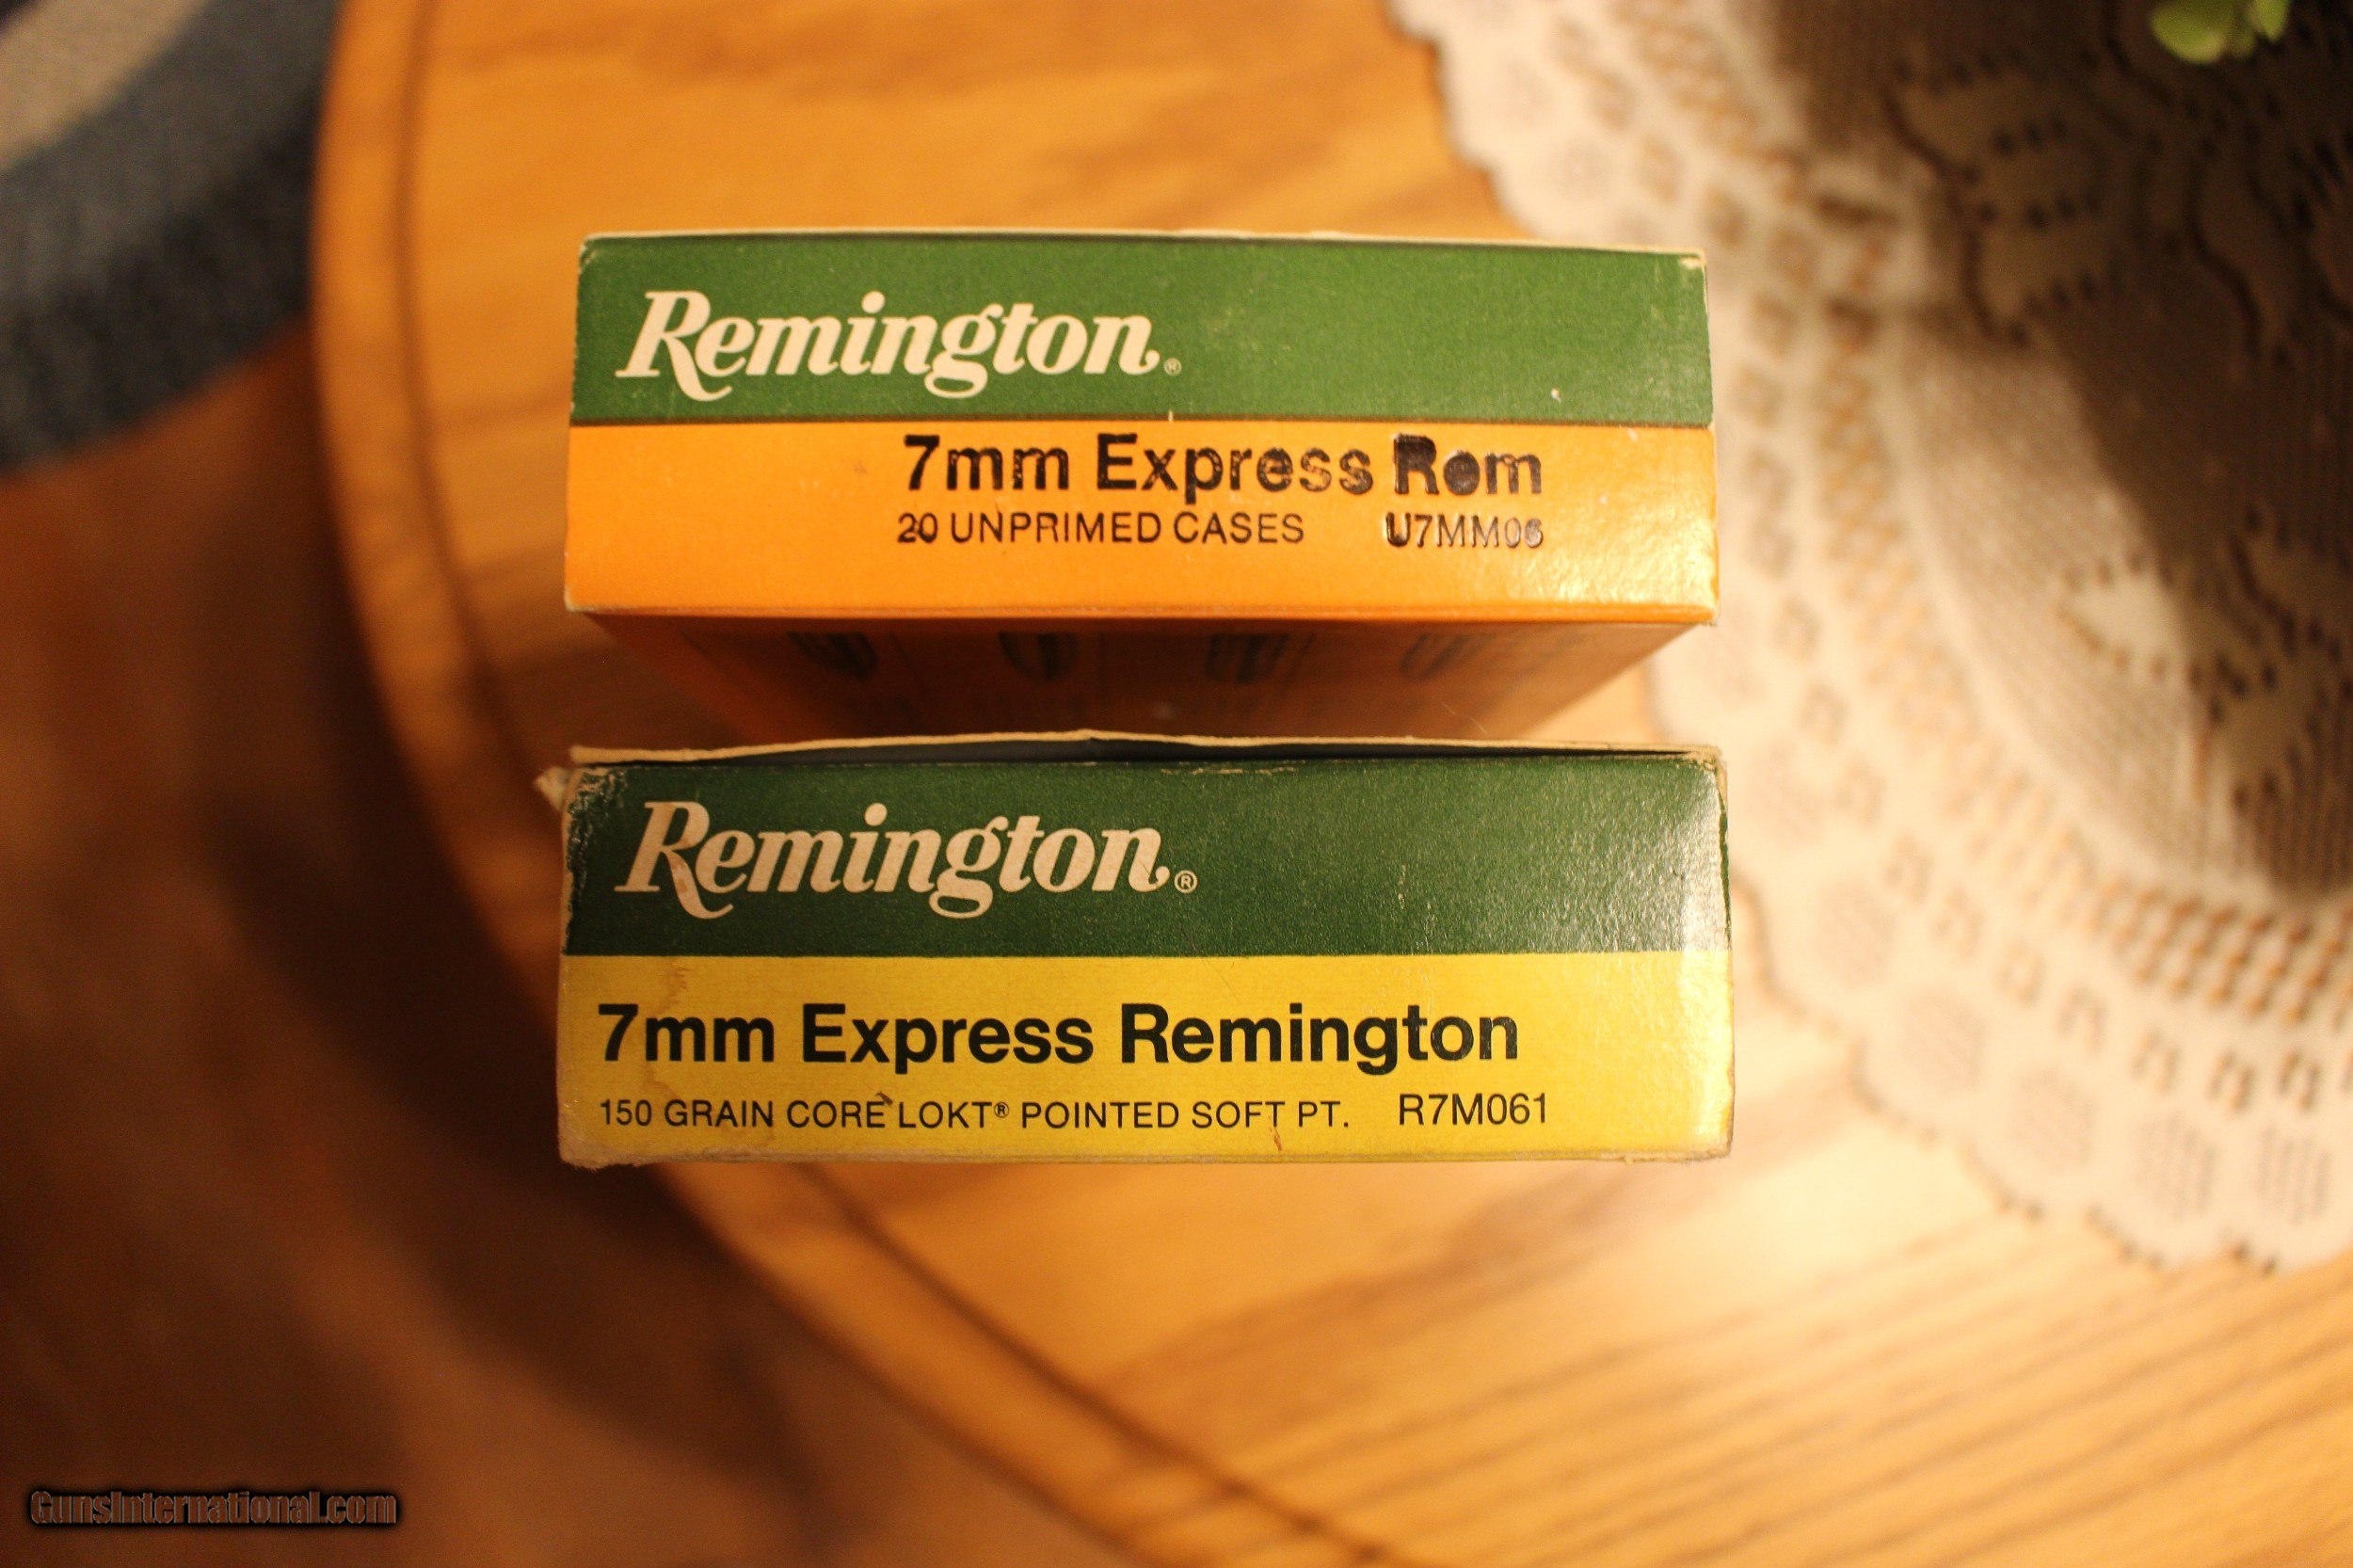 Remington®
7mm Express Rem
20 UNPRIMED CASES U7MM06
Remington®
7mm Express Remington
150 GRAIN CORE LOKT® POINTED SOFT PT. R7M061
GunsInternational.com